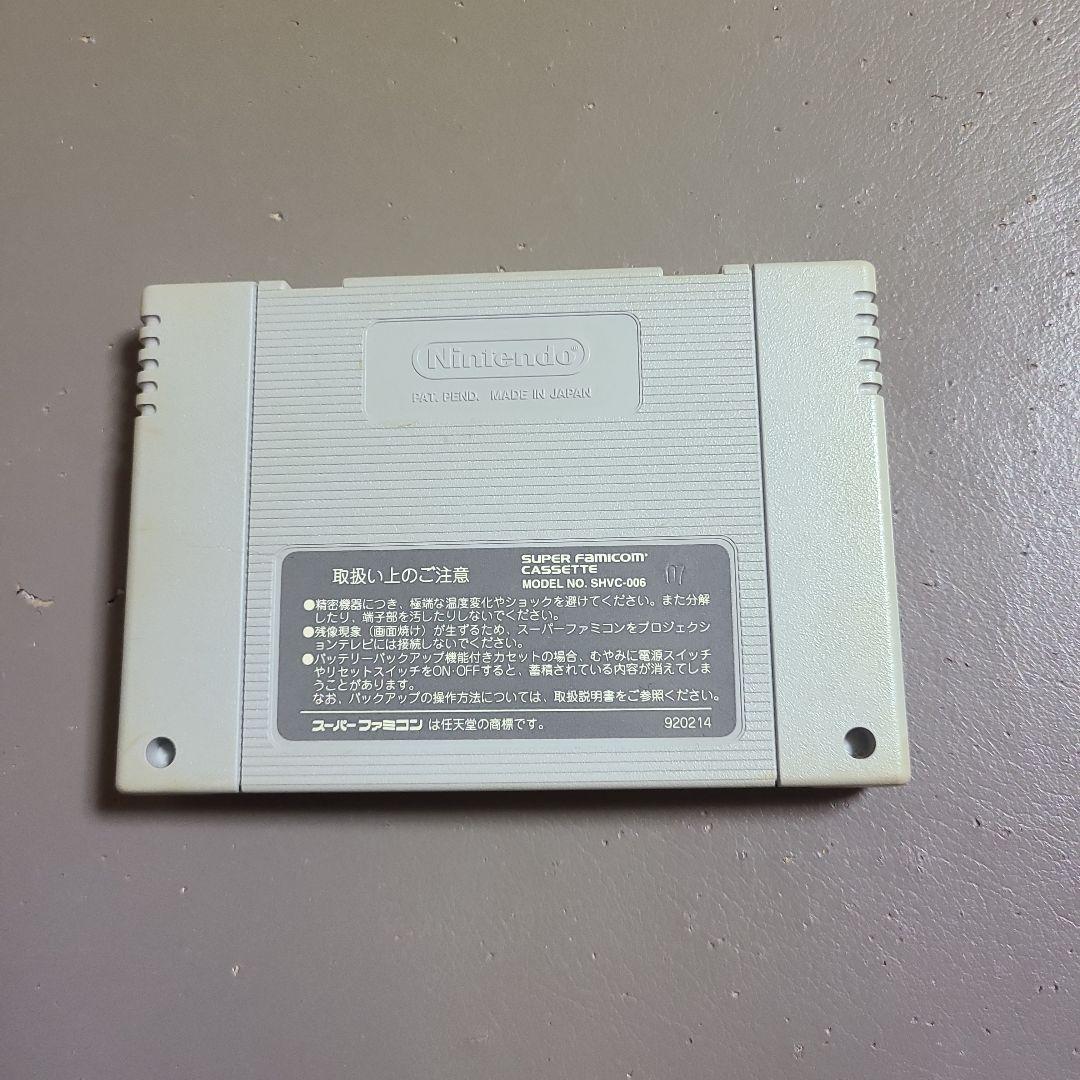 Nintendo®
PAT. PEND. MADE IN JAPAN
取扱い上のご注意
SUPER FAMICOM®
CASSETTE
MODEL NO. SHVC-006
07
●精密機器につき、極端な温度変化やショックを避けてください。また分解
したり、端子部を汚したりしないでください。
●残像現象(画面焼け)が生ずるため、スーパーファミコンをプロジェクシ
ョンテレビには接続しないでください。
●バッテリーバックアップ機能付きカセットの場合、むやみに電源スイッチ
やリセットスイッチをON・OFFすると、蓄積されている内容が消えてしま
うことがあります。
なお、バックアップの操作方法については、取扱説明書をご参照ください。
スーパーファミコン は任天堂の商標です。
920214